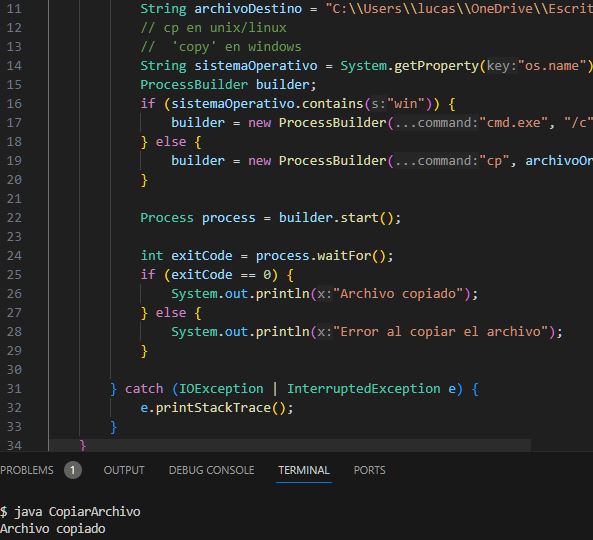 11 String archivoDestino = "C:\\Users\\lucas\\OneDrive\\Escrit
12 // cp en unix/linux
13 //  'copy' en windows
14 String sistemaOperativo = System.getProperty(key:"os.name")
15 ProcessBuilder builder;
16 if (sistemaOperativo.contains(s:"win")) {
17 builder = new ProcessBuilder(...command:"cmd.exe", "/c"
18 } else {
19 builder = new ProcessBuilder(...command:"cp", archivoOr
20 }
21
22 Process process = builder.start();
23
24 int exitCode = process.waitFor();
25 if (exitCode == 0) {
26 System.out.println(x:"Archivo copiado");
27 } else {
28 System.out.println(x:"Error al copiar el archivo");
29 }
30
31 } catch (IOException | InterruptedException e) {
32 e.printStackTrace();
33 }
34 }
PROBLEMS 1 OUTPUT DEBUG CONSOLE TERMINAL PORTS
$ java CopiarArchivo
Archivo copiado